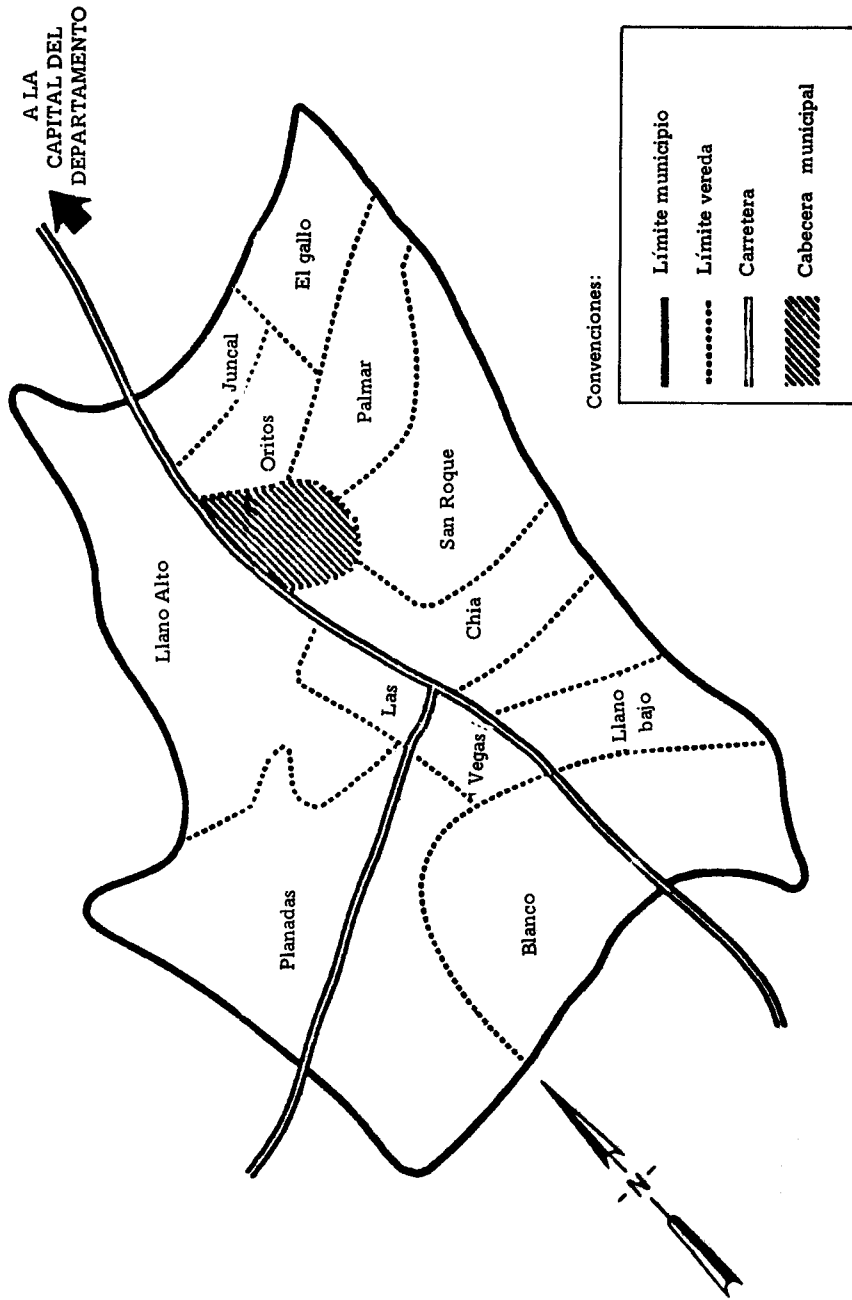 A LA
CAPITAL DEL
DEPARTAMENTO
El gallo
Juncal
Palmar
Oritos
San Roque
Llano Alto
Chia
Las
Vegas
Llano
bajo
Planadas
Blanco
N
Convenciones:
Límite municipio
Límite vereda
Carretera
Cabecera municipal